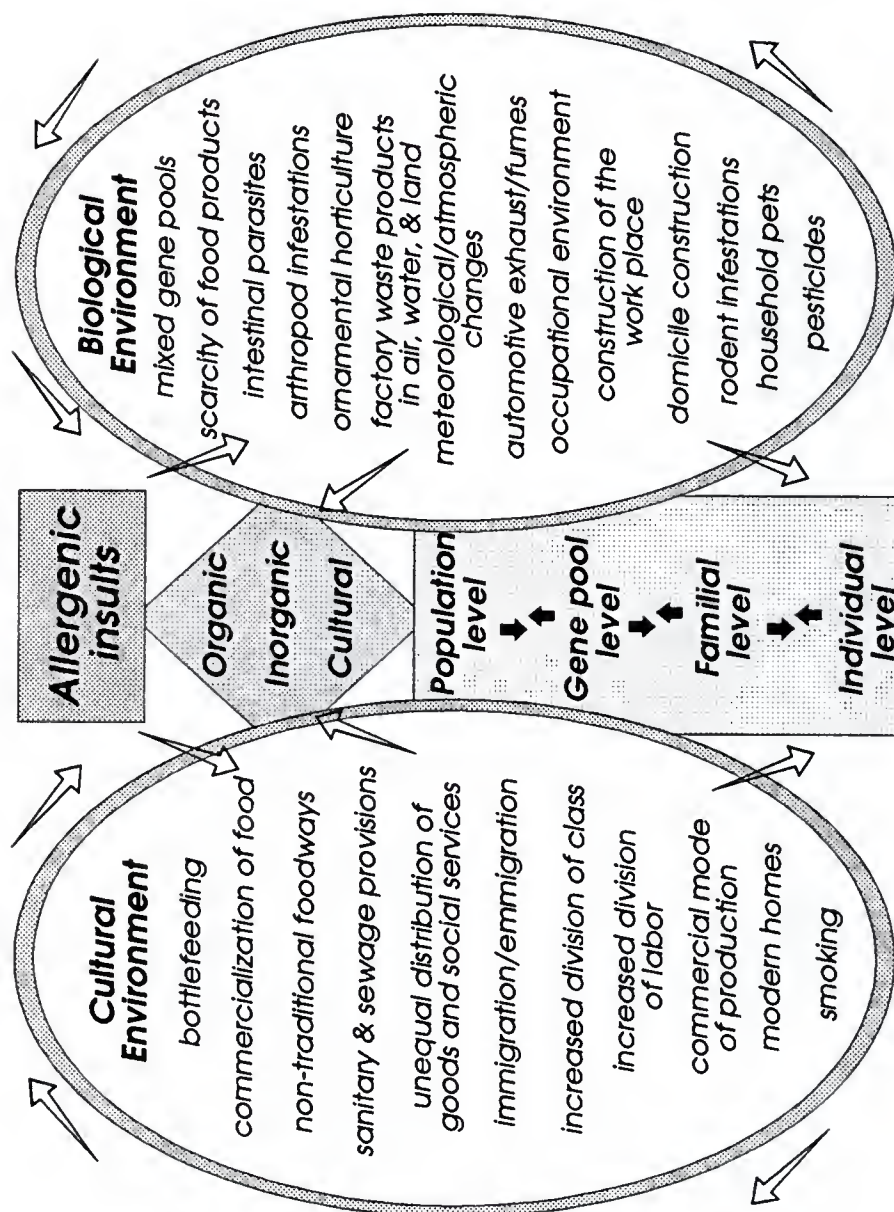 Cultural
Environment
bottlefeeding
commercialization of food
non-traditional foodways
sanitary & sewage provisions
unequal distribution of
goods and social services
immigration/emmigration
increased division of class
increased division
of labor
commercial mode
of production
modern homes
smoking
Allergenic
insults
Organic
Inorganic
Cultural
Population
level
Gene pool
level
Familial
level
Individual
level
Biological
Environment
mixed gene pools
scarcity of food products
intestinal parasites
arthropod infestations
ornamental horticulture
factory waste products
in air, water, & land
meteorological/atmospheric
changes
automotive exhaust/fumes
occupational environment
construction of the
work place
domicile construction
rodent infestations
household pets
pesticides